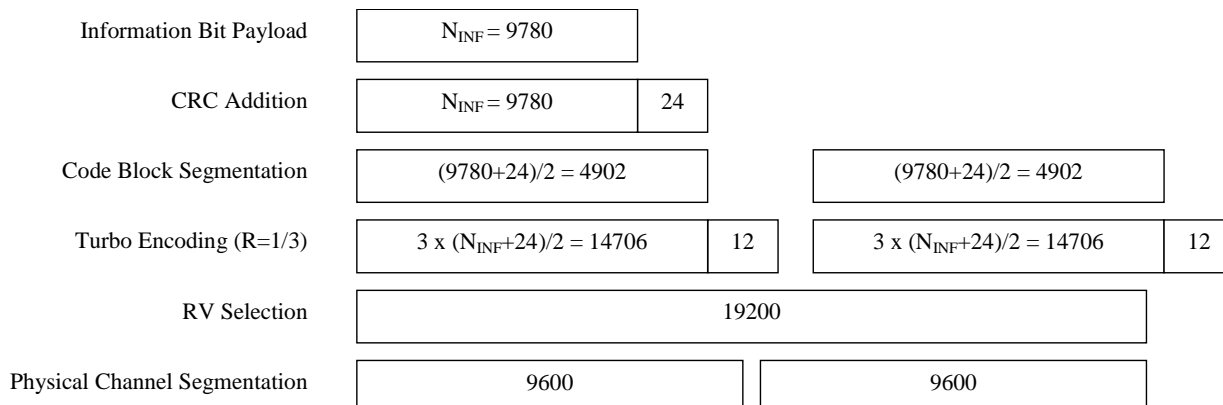 Information Bit Payload N_INF = 9780
CRC Addition N_INF = 9780 24
Code Block Segmentation (9780+24)/2 = 4902 (9780+24)/2 = 4902
Turbo Encoding (R=1/3) 3 x (N_INF+24)/2 = 14706 12 3 x (N_INF+24)/2 = 14706 12
RV Selection 19200
Physical Channel Segmentation 9600 9600